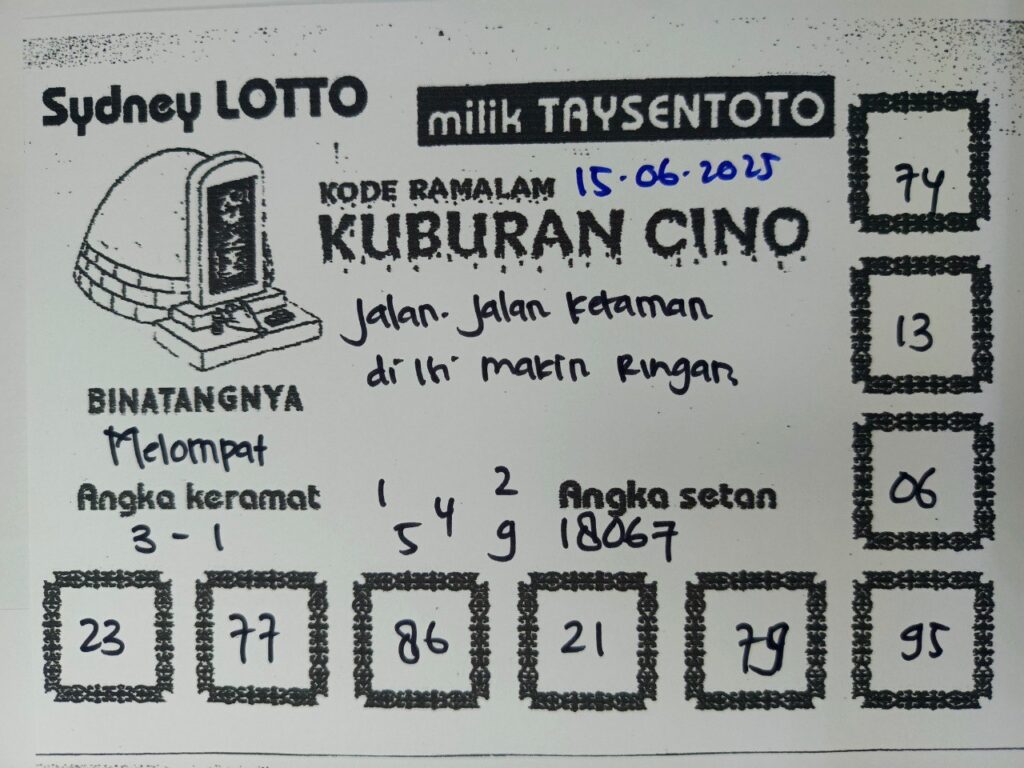 Sydney LOTTO
milik TAYSENTOTO
KODE RAMALAM 15.06.2025
KUBURAN CINO
Jalan-Jalan ketaman
makin Ringan
BINATANGNYA
Melompat
Angka keramat
3 - 1
1 4 2
5 9
Angka setan
18067
74
13
06
23 77 86 21 79 95